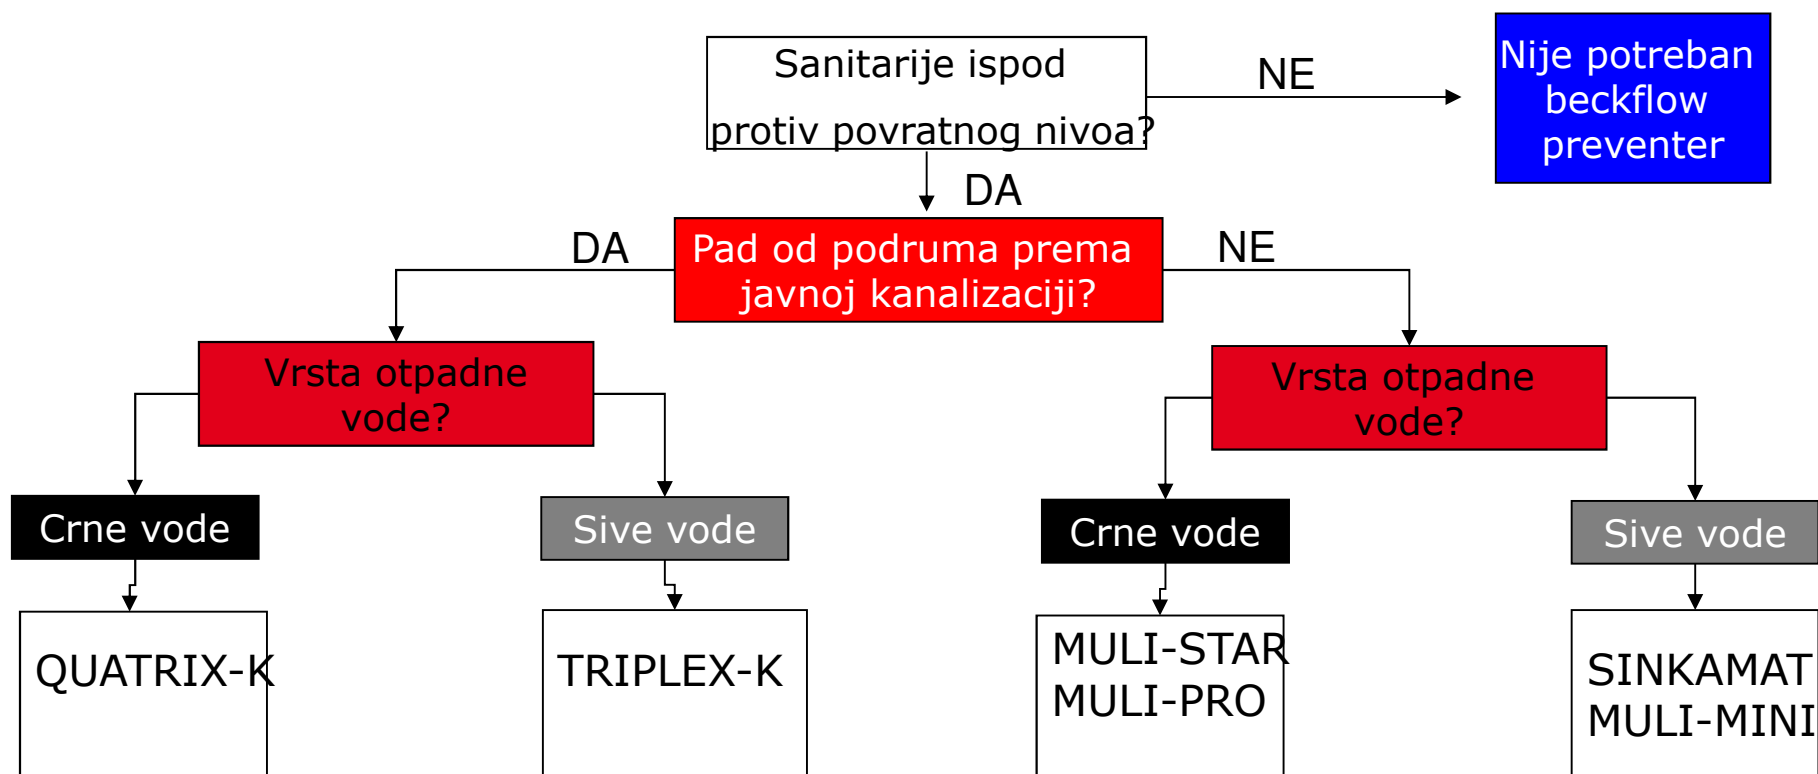 Sanitarije ispod
protiv povratnog nivoa?
NE
Nije potreban
beckflow
preventer
DA
DA
Pad od podruma prema
javnoj kanalizaciji?
NE
Vrsta otpadne
vode?
Vrsta otpadne
vode?
Crne vode
Sive vode
Crne vode
Sive vode
QUATRIX-K
TRIPLEX-K
MULI-STAR
MULI-PRO
SINKAMAT
MULI-MINI